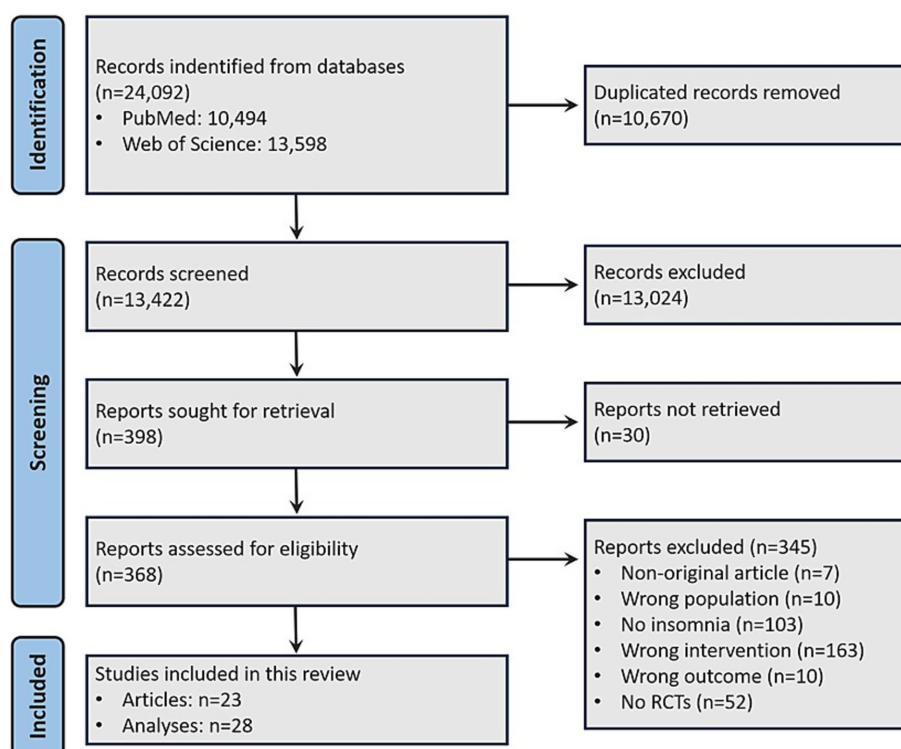 Identification
Records indentified from databases
(n=24,092)
• PubMed: 10,494
• Web of Science: 13,598
Duplicated records removed
(n=10,670)
Screening
Records screened
(n=13,422)
Records excluded
(n=13,024)
Reports sought for retrieval
(n=398)
Reports not retrieved
(n=30)
Reports assessed for eligibility
(n=368)
Reports excluded (n=345)
• Non-original article (n=7)
• Wrong population (n=10)
• No insomnia (n=103)
• Wrong intervention (n=163)
• Wrong outcome (n=10)
• No RCTs (n=52)
Included
Studies included in this review
• Articles: n=23
• Analyses: n=28